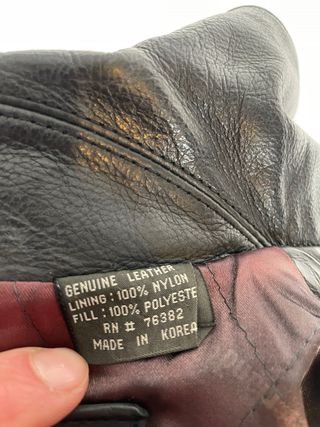 GENUINE LEATHER
LINING : 100% NYLON
FILL : 100% POLYESTE
RN # 76382
MADE IN KOREA